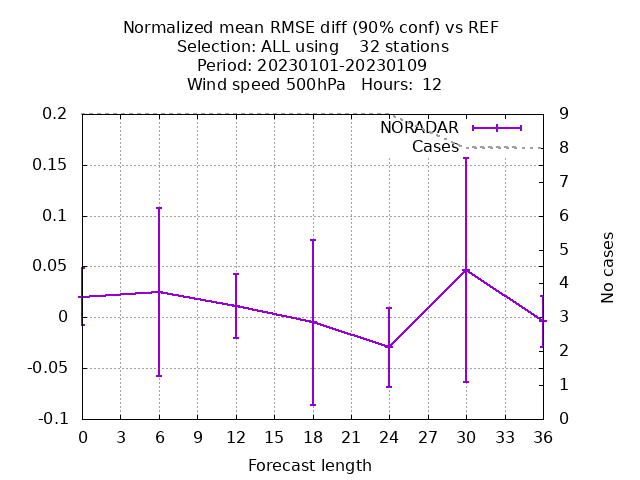 Normalized mean RMSE diff (90% conf) vs REF
Selection: ALL using    32 stations
Period: 20230101-20230109
Wind speed 500hPa   Hours:  12
0.2
0.15
0.1
0.05
0
-0.05
-0.1
NORADAR
Cases
9
8
7
6
5
4
3
2
1
0
No cases
0 3 6 9 12 15 18 21 24 27 30 33 36
Forecast length